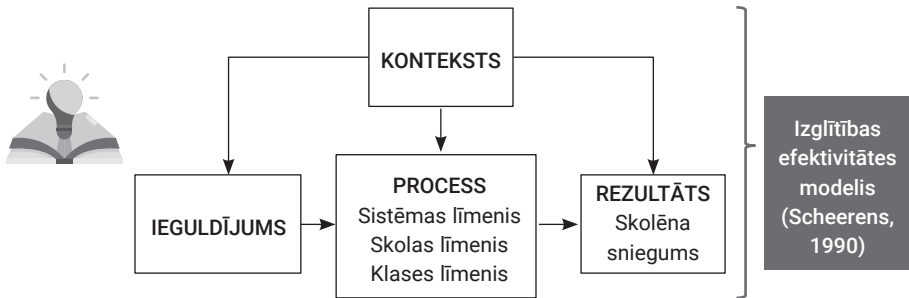 KONTEKSTS
IEGULDĪJUMS
PROCESS
Sistēmas līmenis
Skolas līmenis
Klases līmenis
REZULTĀTS
Skolēna
sniegums
Izglītības
efektivitātes
modelis
(Scheerens,
1990)